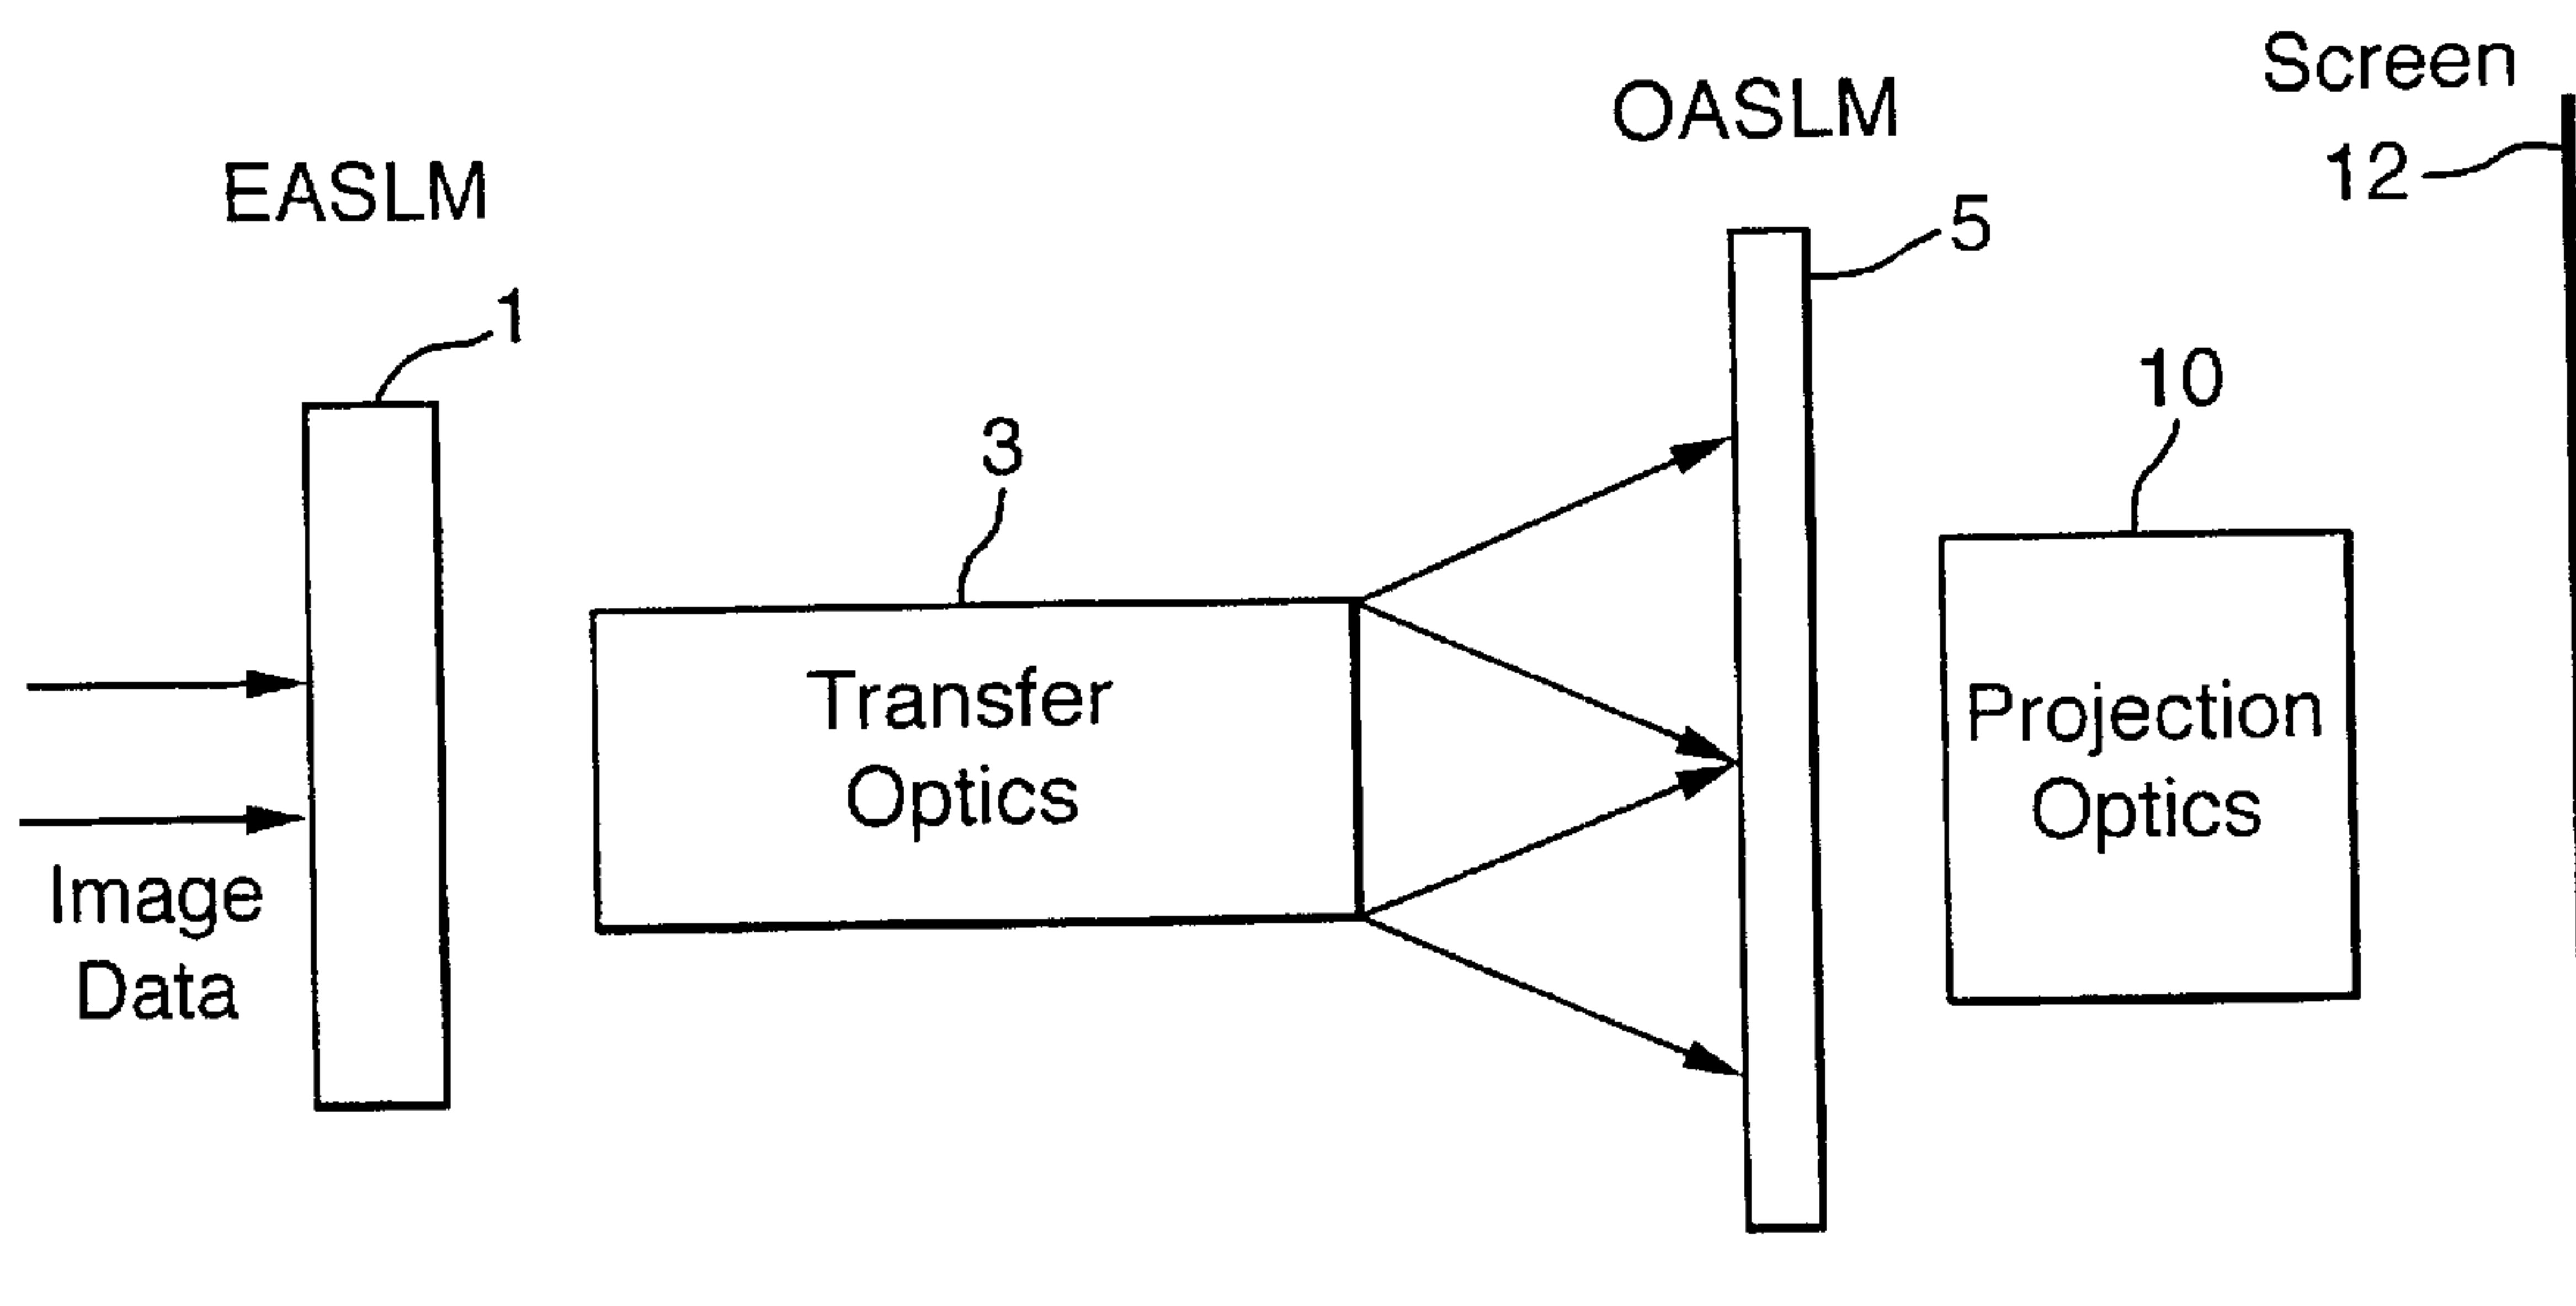 Screen
12
OASLM
5
EASLM
1
10
3
Transfer
Optics
Projection
Optics
Image
Data